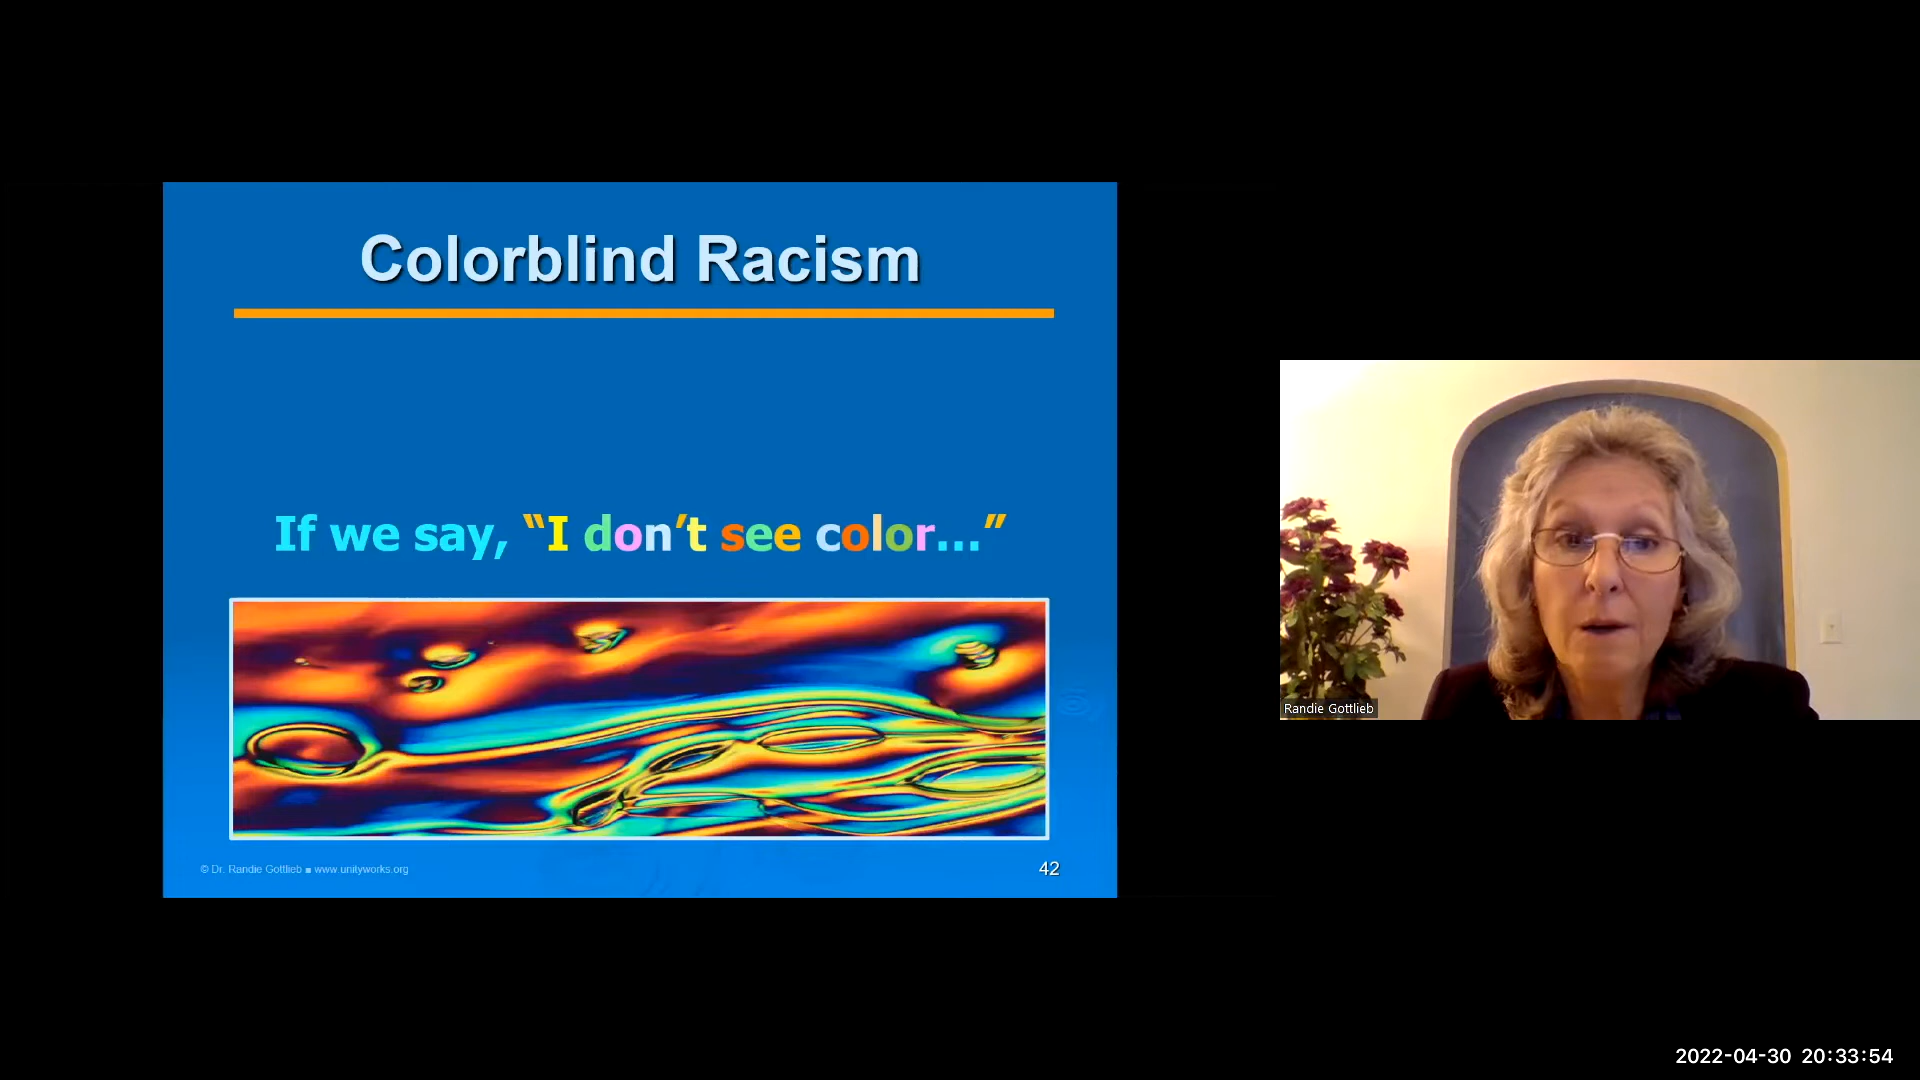 Colorblind Racism
If we say, “I don’t see color...”
© Dr. Randie Gottlieb ■ www.unityworks.org
42
Randie Gottlieb
2022-04-30 20:33:54